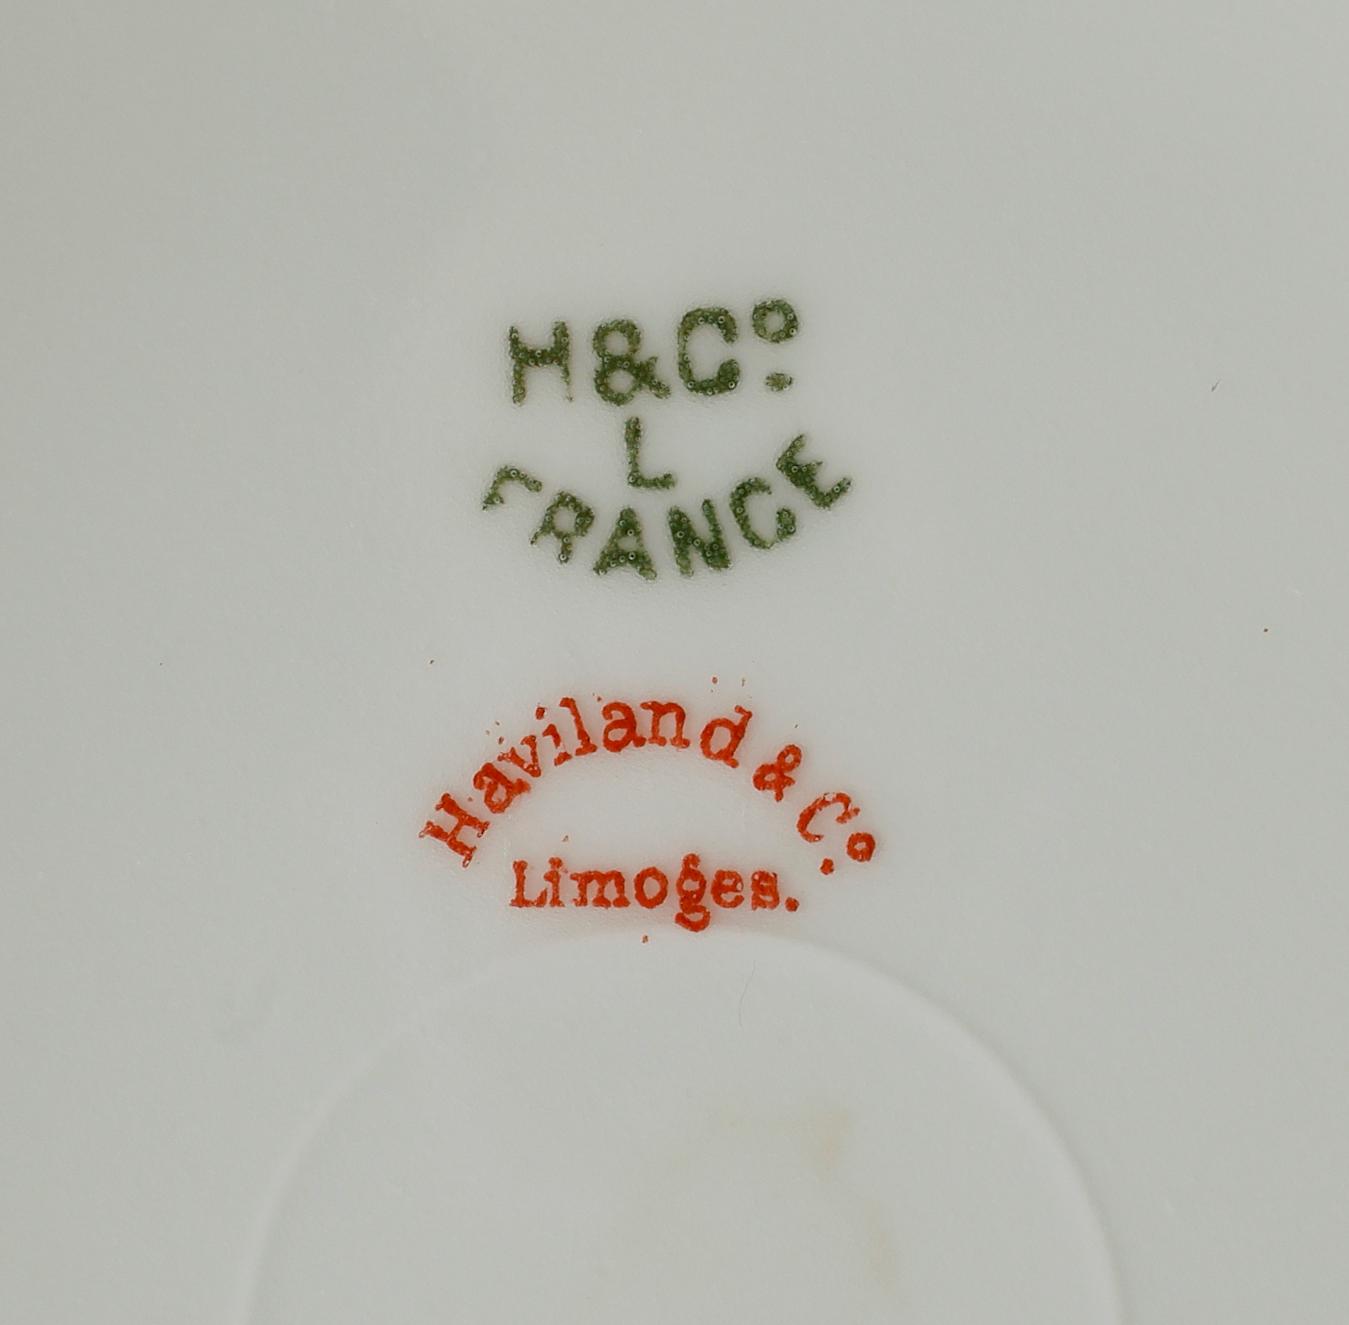 H&Co.
L
FRANCE
Haviland & Co.
Limoges.